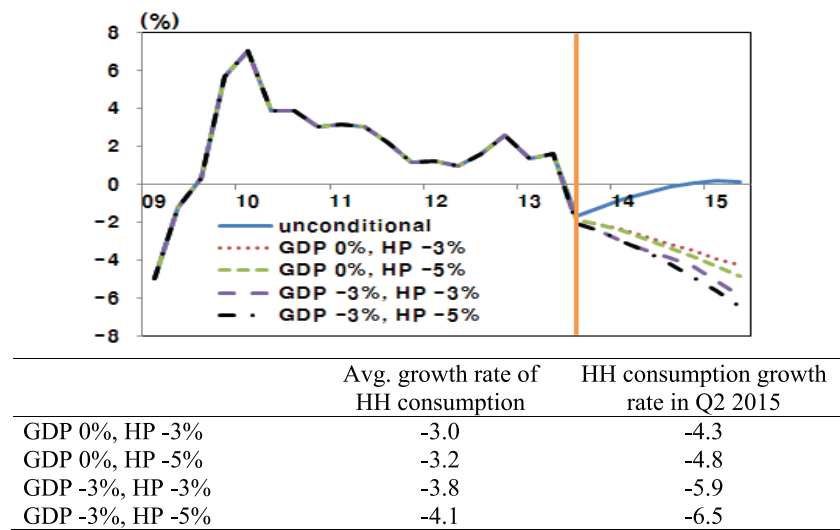 (%)
8
6
4
2
0
-2
-4
-6
-8
09 10 11 12 13 14 15
unconditional
GDP 0%, HP -3%
GDP 0%, HP -5%
GDP -3%, HP -3%
GDP -3%, HP -5%
Avg. growth rate of HH consumption growth
HH consumption rate in Q2 2015
GDP 0%, HP -3% -3.0 -4.3
GDP 0%, HP -5% -3.2 -4.8
GDP -3%, HP -3% -3.8 -5.9
GDP -3%, HP -5% -4.1 -6.5